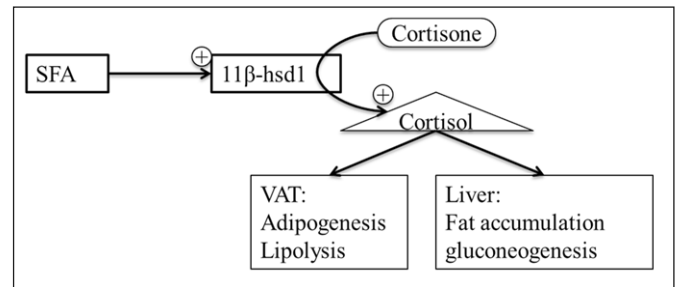 Cortisone
⊕
SFA
11β-hsd1
⊕
Cortisol
VAT:
Adipogenesis
Lipolysis
Liver:
Fat accumulation
gluconeogenesis